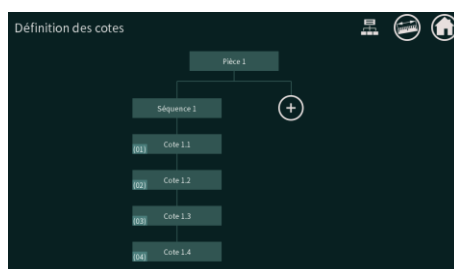 Définition des cotes
Pièce 1
Séquence 1
(01) Cote 1.1
(02) Cote 1.2
(03) Cote 1.3
(04) Cote 1.4